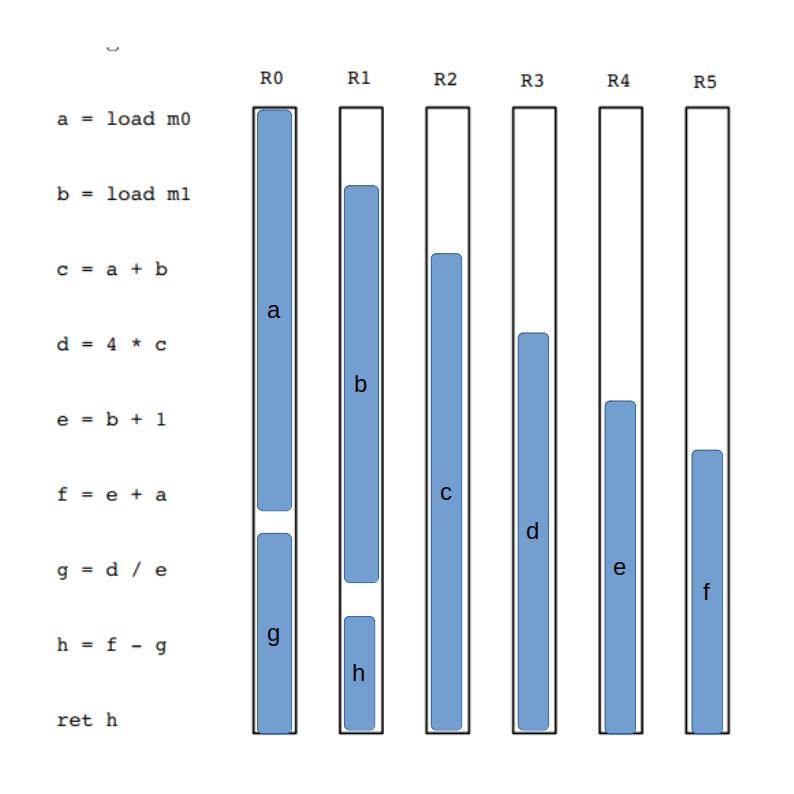 R0 R1 R2 R3 R4 R5
a = load m0
b = load m1
c = a + b
d = 4 * c
e = b + 1
f = e + a
g = d / e
h = f - g
ret h
a
b
c
d
e
f
g
h